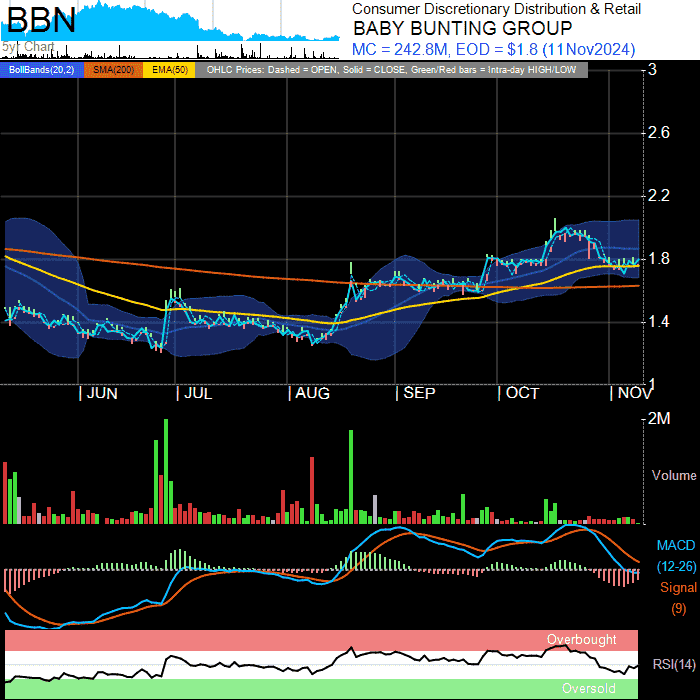 BBN
5yr Chart
Consumer Discretionary Distribution & Retail
BABY BUNTING GROUP
MC = 242.8M, EOD = $1.8 (11Nov2024)
BollBands(20,2) SMA(200) EMA(50) OHLC Prices: Dashed = OPEN, Solid = CLOSE, Green/Red bars = Intra-day HIGH/LOW
3
2.6
2.2
1.8
1.4
1
JUN JUL AUG SEP OCT NOV
2M
Volume
MACD
(12-26)
Signal
(9)
Overbought
RSI(14)
Oversold